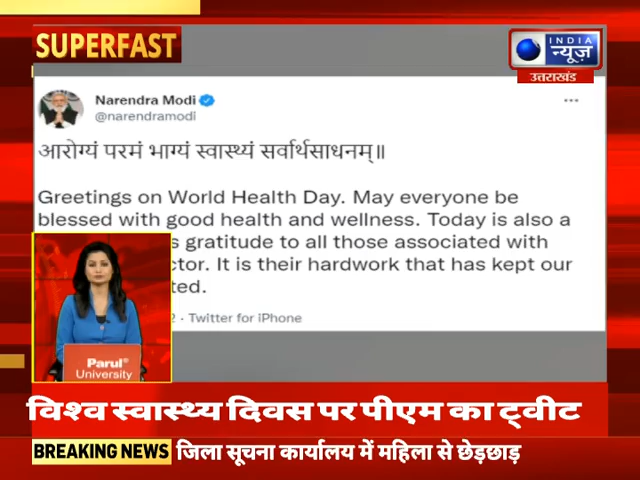 SUPERFAST
INDIA
न्यूज़
उत्तराखंड
Narendra Modi
@narendramodi
आरोग्यं परमं भाग्यं स्वास्थ्यं सर्वार्थसाधनम्॥
Greetings on World Health Day. May everyone be
blessed with good health and wellness. Today is also a
s gratitude to all those associated with
ctor. It is their hardwork that has kept our
ted.
2 · Twitter for iPhone
Parul®
University
विश्व स्वास्थ्य दिवस पर पीएम का ट्वीट
BREAKING NEWS जिला सूचना कार्यालय में महिला से छेड़छाड़